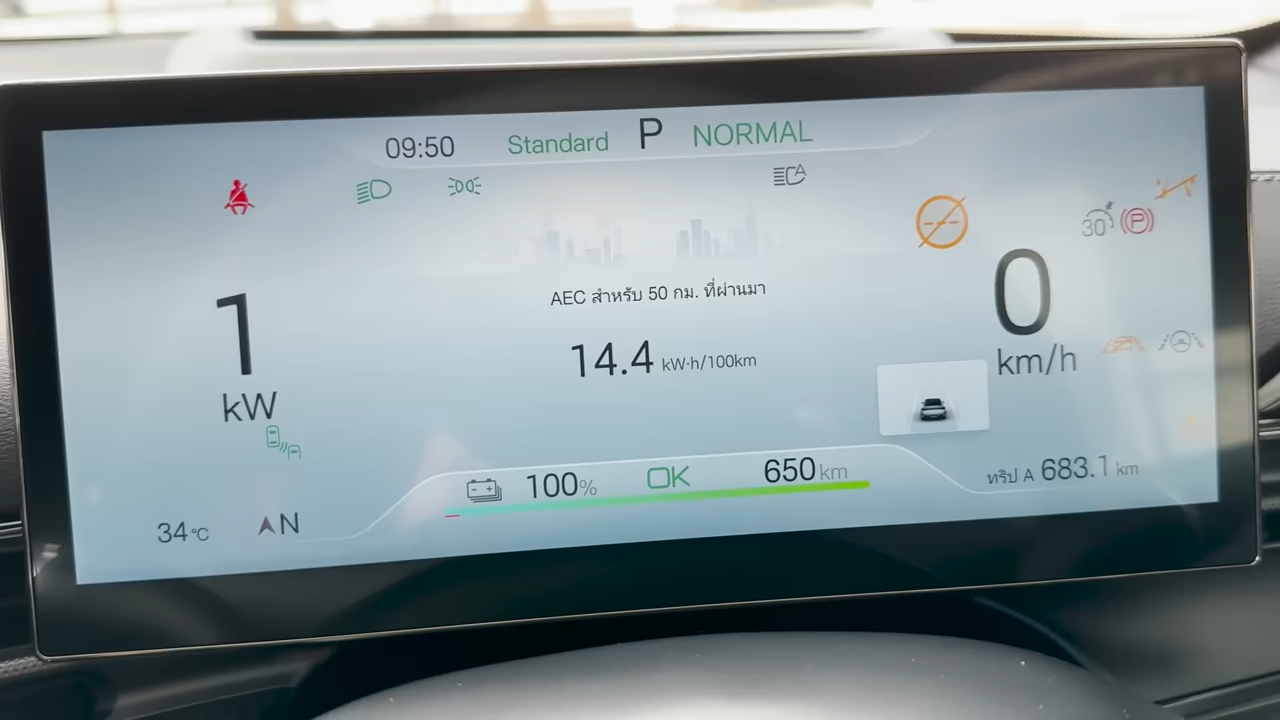 09:50 Standard P NORMAL
30
AEC สำหรับ 50 กม. ที่ผ่านมา
1
kW
14.4 kW·h/100km
0
km/h
100% OK 650 km
ทริป A 683.1 km
34°C N